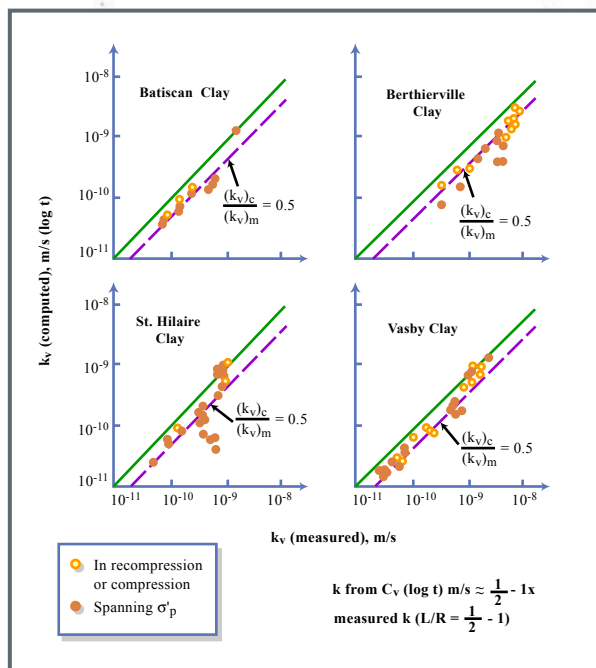 10⁻⁸
10⁻⁹
10⁻¹⁰
10⁻¹¹
Batiscan Clay
(kᵥ)c
(kᵥ)m
= 0.5
Berthierville
Clay
(kᵥ)c
(kᵥ)m
= 0.5
kᵥ (computed), m/s (log t)
10⁻⁸
10⁻⁹
10⁻¹⁰
10⁻¹¹
St. Hilaire
Clay
(kᵥ)c
(kᵥ)m
= 0.5
Vasby Clay
(kᵥ)c
(kᵥ)m
= 0.5
10⁻¹¹ 10⁻¹⁰ 10⁻⁹ 10⁻⁸
10⁻¹¹ 10⁻¹⁰ 10⁻⁹ 10⁻⁸
kᵥ (measured), m/s
In recompression
or compression
Spanning σ'p
k from Cᵥ (log t) m/s ≈ 1/2 - 1x
measured k (L/R = 1/2 - 1)